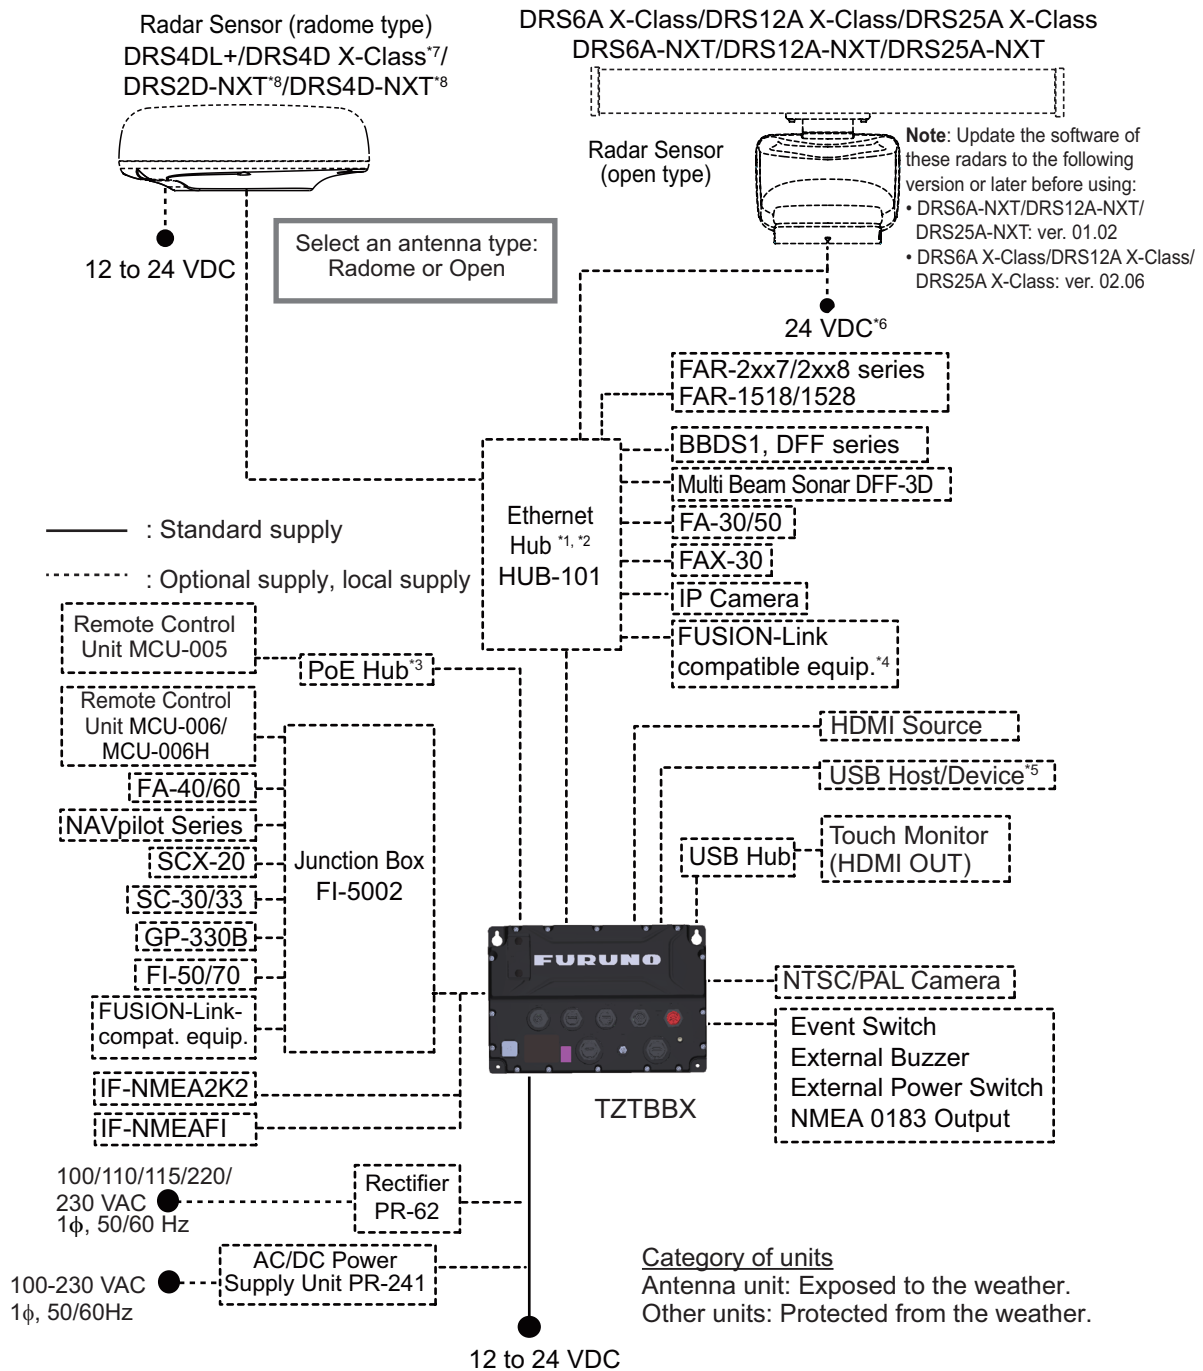 Radar Sensor (radome type)
DRS4DL+/DRS4D X-Class*7/
DRS2D-NXT*8/DRS4D-NXT*8
DRS6A X-Class/DRS12A X-Class/DRS25A X-Class
DRS6A-NXT/DRS12A-NXT/DRS25A-NXT
Radar Sensor
(open type)
Note: Update the software of
these radars to the following
version or later before using:
• DRS6A-NXT/DRS12A-NXT/
DRS25A-NXT: ver. 01.02
• DRS6A X-Class/DRS12A X-Class/
DRS25A X-Class: ver. 02.06
12 to 24 VDC
Select an antenna type:
Radome or Open
24 VDC*6
FAR-2xx7/2xx8 series
FAR-1518/1528
BBDS1, DFF series
Multi Beam Sonar DFF-3D
FA-30/50
FAX-30
IP Camera
FUSION-Link
compatible equip.*4
Ethernet
Hub *1, *2
HUB-101
: Standard supply
: Optional supply, local supply
Remote Control
Unit MCU-005
PoE Hub*3
Remote Control
Unit MCU-006/
MCU-006H
FA-40/60
NAVpilot Series
SCX-20
SC-30/33
GP-330B
FI-50/70
FUSION-Link-
compat. equip.
Junction Box
FI-5002
IF-NMEA2K2
IF-NMEAFI
HDMI Source
USB Host/Device*5
USB Hub
Touch Monitor
(HDMI OUT)
FURUNO
TZTBBX
NTSC/PAL Camera
Event Switch
External Buzzer
External Power Switch
NMEA 0183 Output
100/110/115/220/
230 VAC
1ϕ, 50/60 Hz
Rectifier
PR-62
100-230 VAC
1ϕ, 50/60Hz
AC/DC Power
Supply Unit PR-241
12 to 24 VDC
Category of units
Antenna unit: Exposed to the weather.
Other units: Protected from the weather.